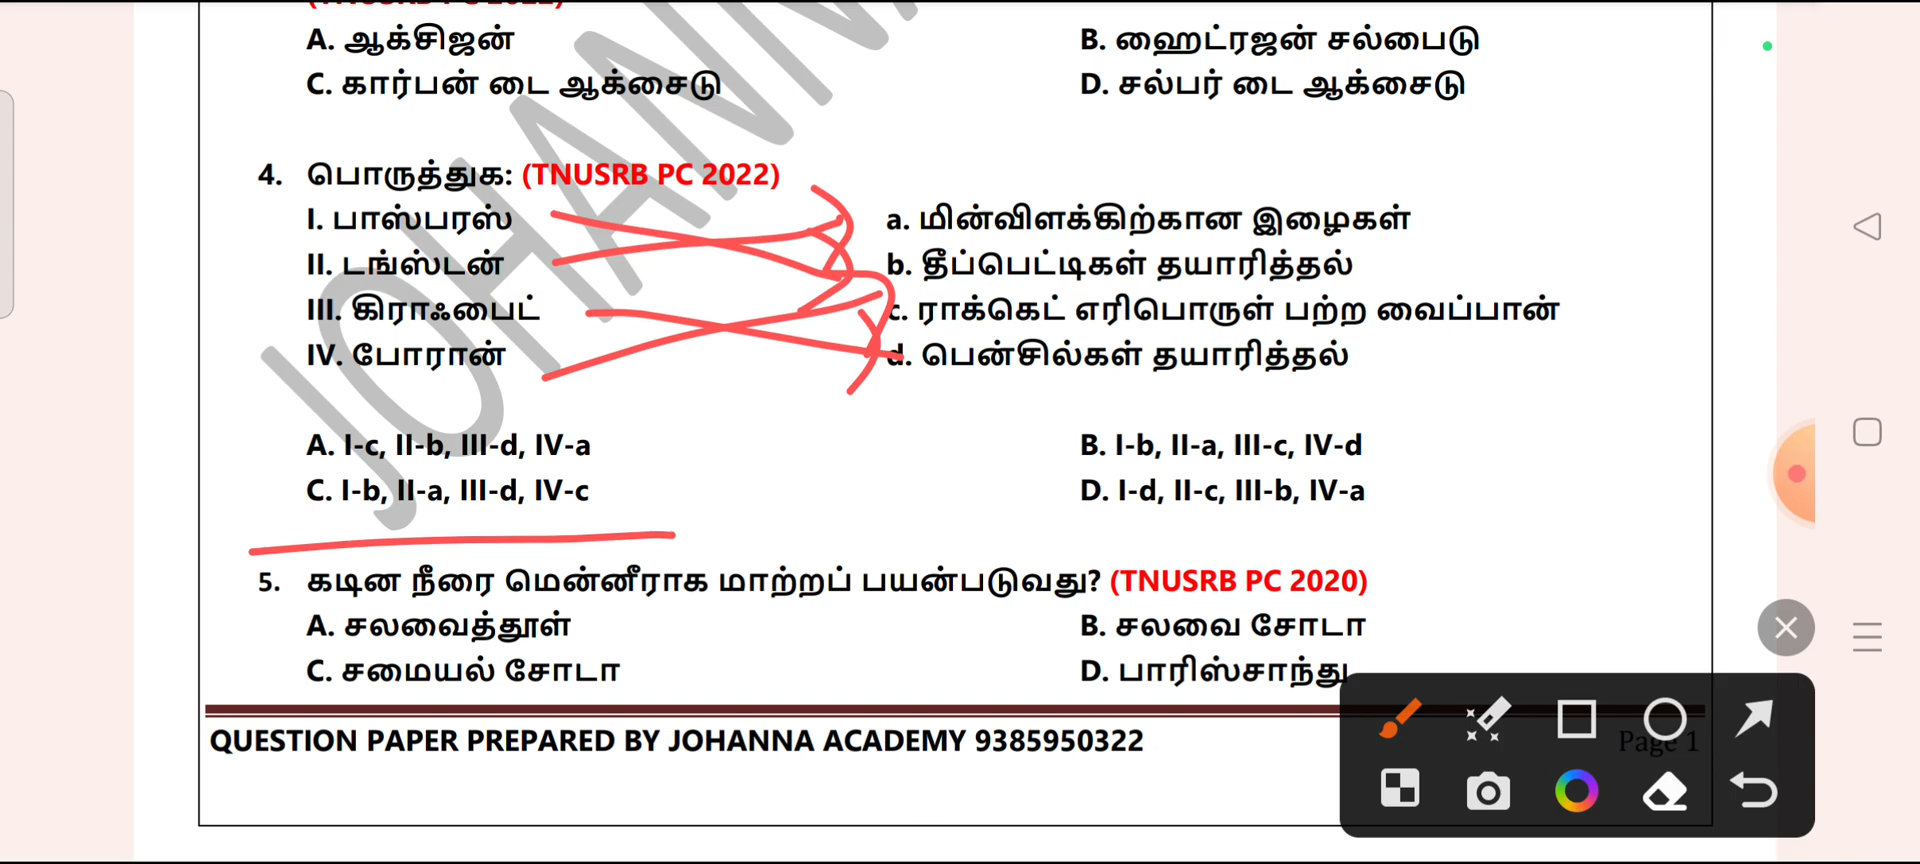 A. ஆக்சிஜன்
B. ஹைட்ரஜன் சல்பைடு
C. கார்பன் டை ஆக்சைடு
D. சல்பர் டை ஆக்சைடு
4. பொருத்துக: (TNUSRB PC 2022)
I. பாஸ்பரஸ்
a. மின்விளக்கிற்கான இழைகள்
II. டங்ஸ்டன்
b. தீப்பெட்டிகள் தயாரித்தல்
III. கிராஃபைட்
c. ராக்கெட் எரிபொருள் பற்ற வைப்பான்
IV. போரான்
d. பென்சில்கள் தயாரித்தல்
A. I-c, II-b, III-d, IV-a
B. I-b, II-a, III-c, IV-d
C. I-b, II-a, III-d, IV-c
D. I-d, II-c, III-b, IV-a
5. கடின நீரை மென்னீராக மாற்றப் பயன்படுவது? (TNUSRB PC 2020)
A. சலவைத்தூள்
B. சலவை சோடா
C. சமையல் சோடா
D. பாரிஸ்சாந்து
QUESTION PAPER PREPARED BY JOHANNA ACADEMY 9385950322
Page 1